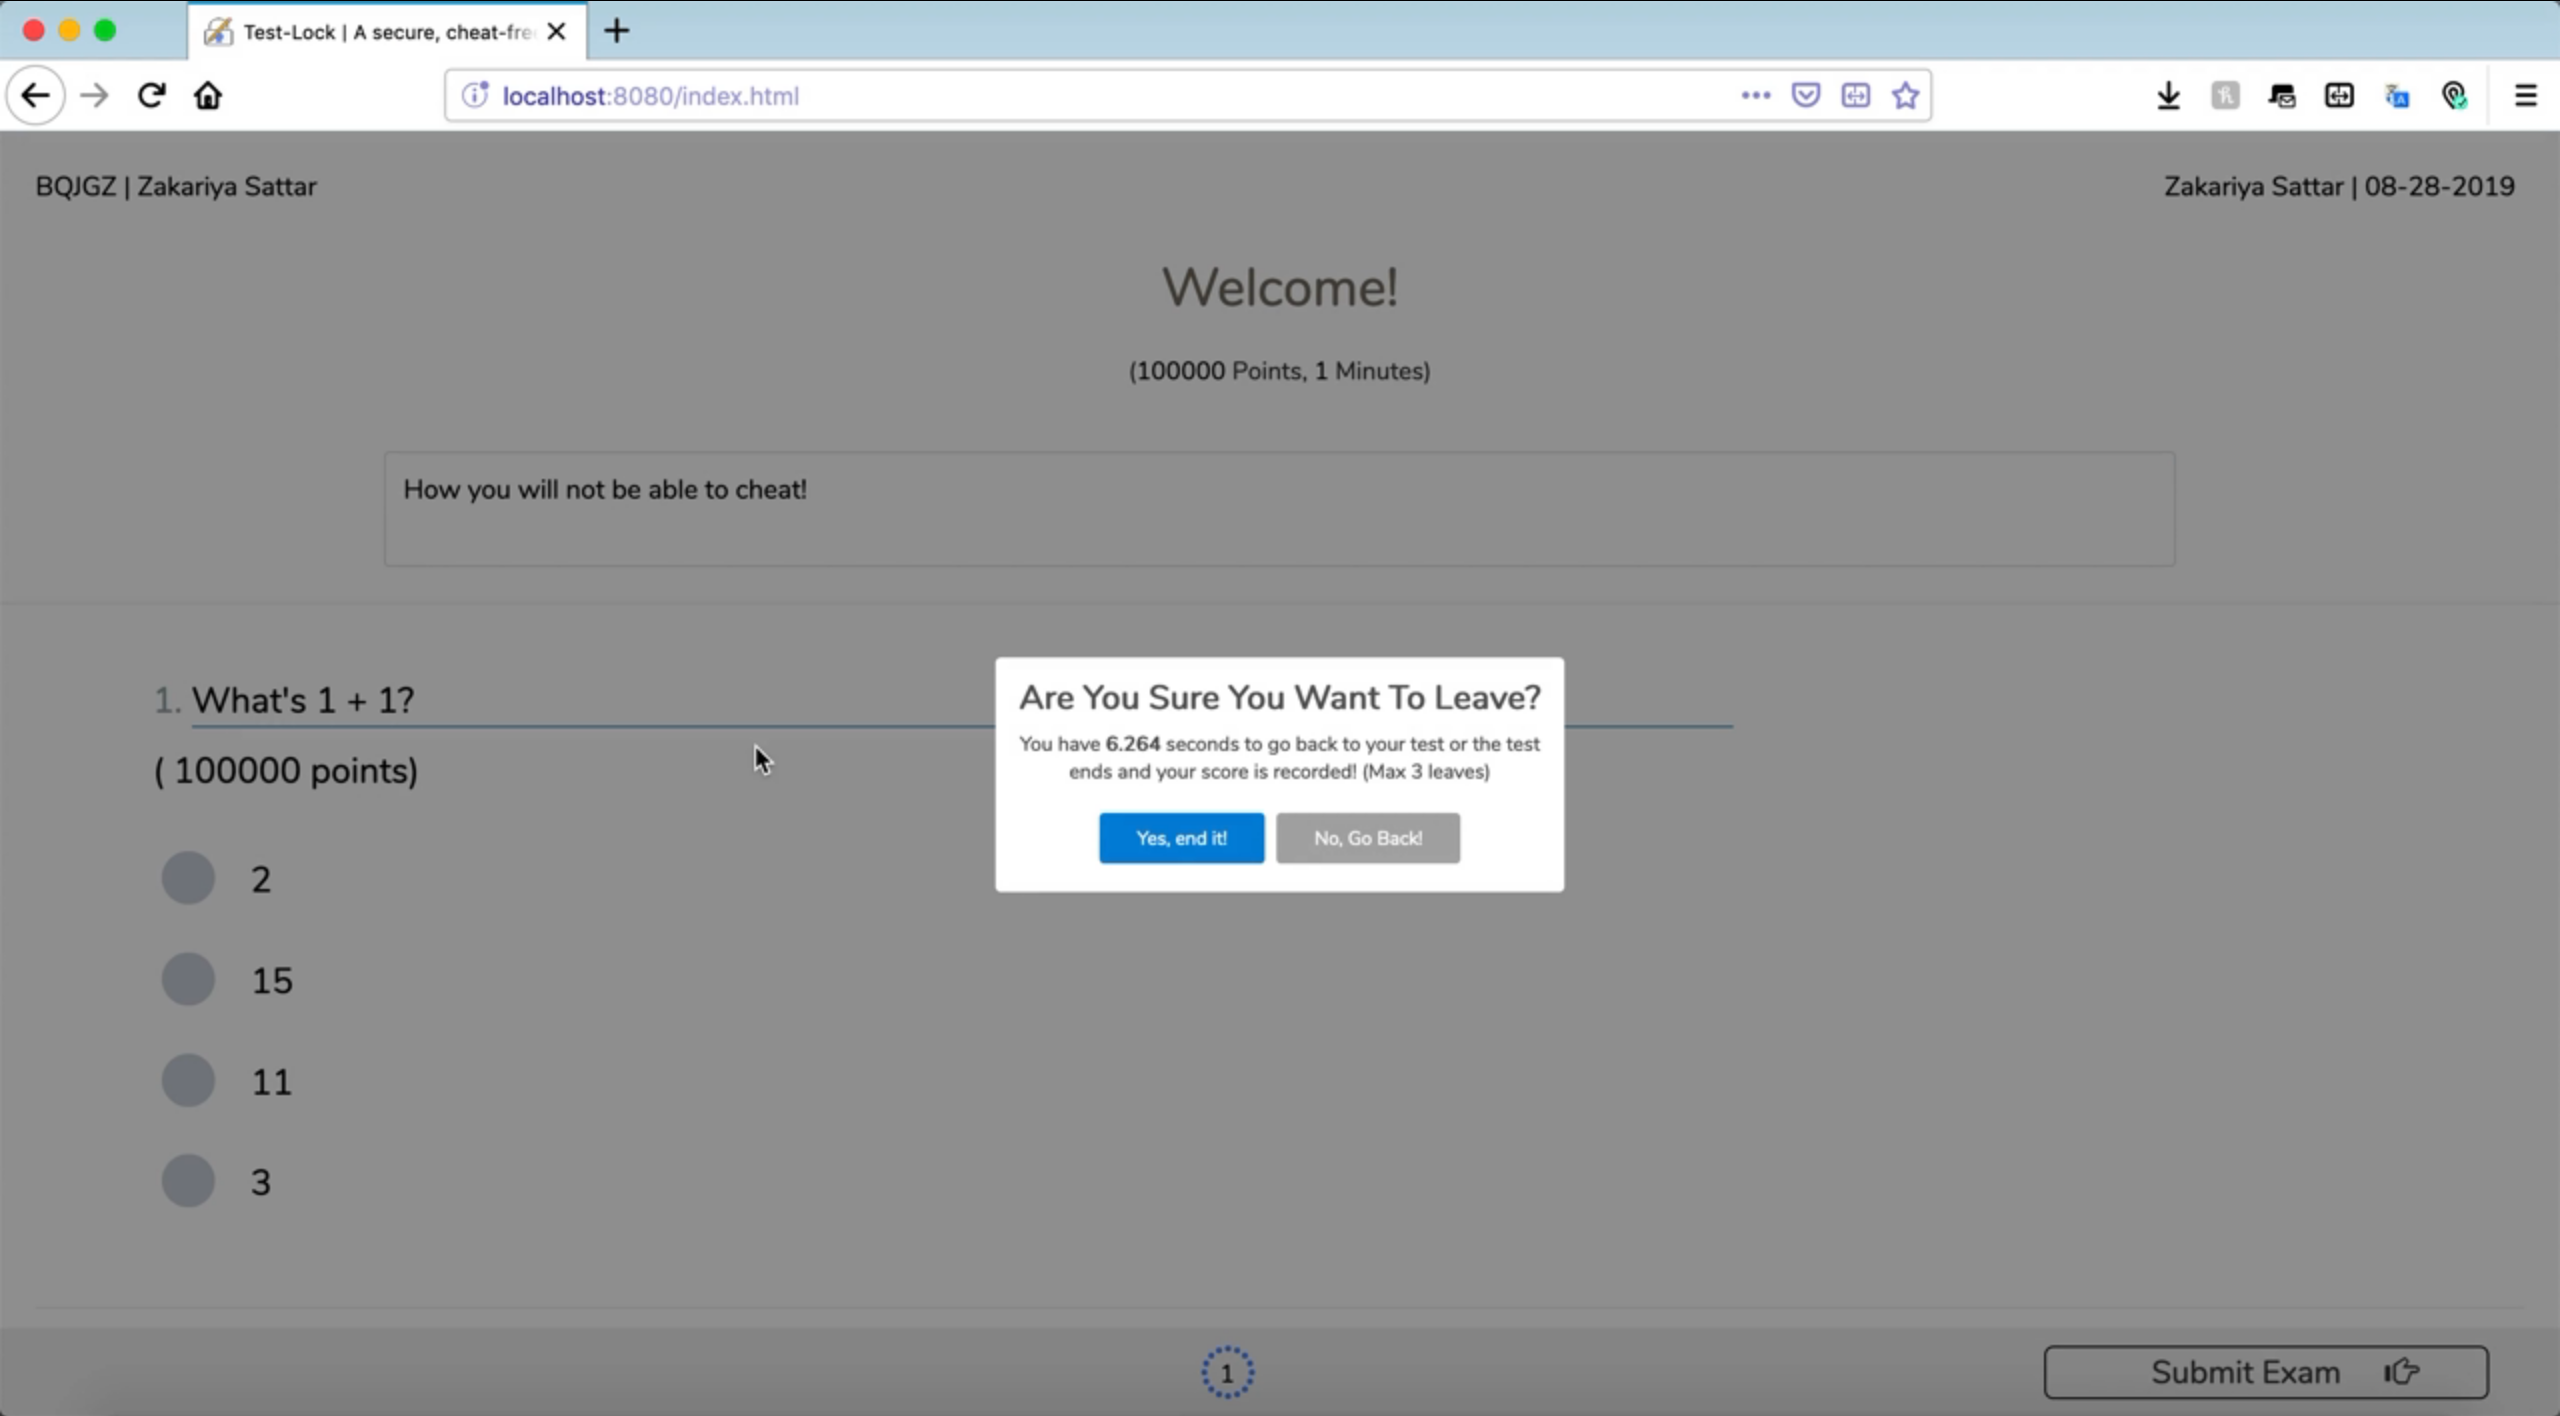 Test-Lock | A secure, cheat-fre
localhost:8080/index.html
BQJGZ | Zakariya Sattar
Zakariya Sattar | 08-28-2019
Welcome!
(100000 Points, 1 Minutes)
How you will not be able to cheat!
1. What's 1 + 1?
( 100000 points)
2
15
11
3
Are You Sure You Want To Leave?
You have 6.264 seconds to go back to your test or the test
ends and your score is recorded! (Max 3 leaves)
Yes, end it!
No, Go Back!
1
Submit Exam